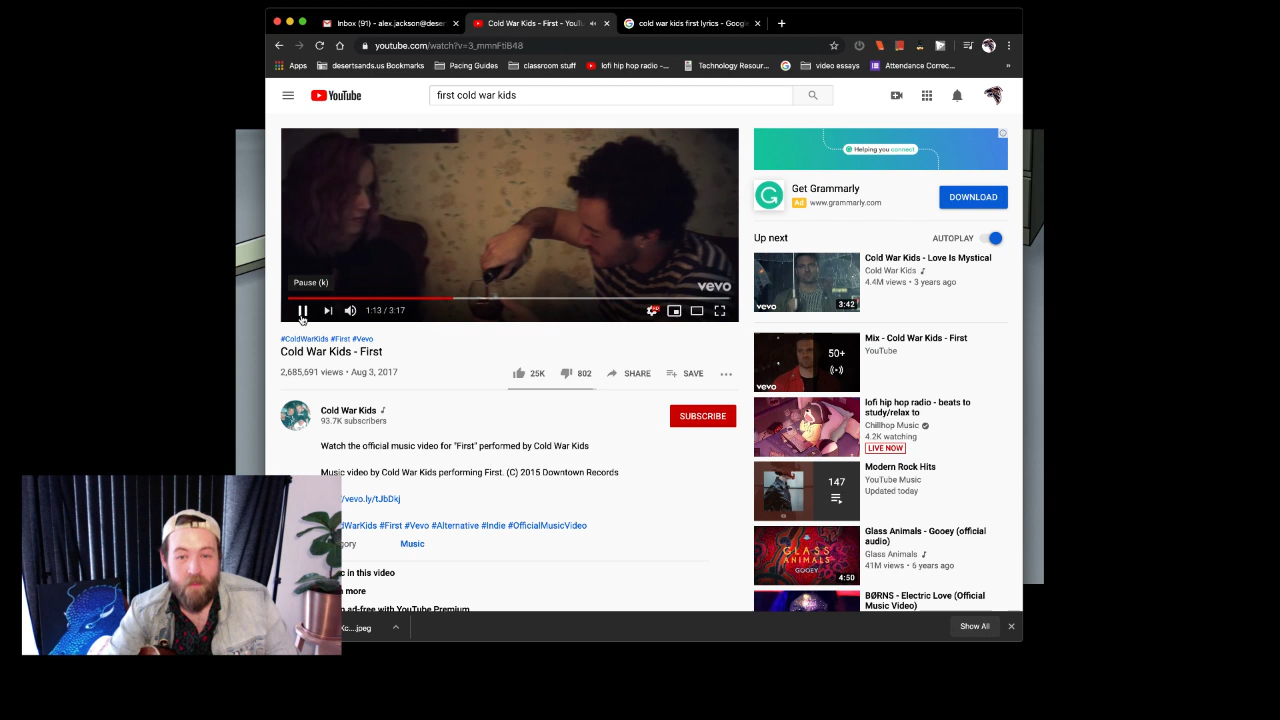 Inbox (91) - alex.jackson@deser
Cold War Kids - First - YouTu
cold war kids first lyrics - Googl
youtube.com/watch?v=3_mmnFtiB48
Apps
desertsands.us Bookmarks
Pacing Guides
classroom stuff
lofi hip hop radio -...
Technology Resour...
video essays
Attendance Correc...
»
YouTube
first cold war kids
Pause (k)
vevo
1:13 / 3:17
#ColdWarKids #First #Vevo
Cold War Kids - First
2,685,691 views • Aug 3, 2017
25K
802
SHARE
SAVE
Cold War Kids
93.7K subscribers
SUBSCRIBE
Watch the official music video for "First" performed by Cold War Kids
Music video by Cold War Kids performing First. (C) 2015 Downtown Records
/vevo.ly/tJbDkj
dWarKids #First #Vevo #Alternative #Indie #OfficialMusicVideo
gory
Music
c in this video
more
ad-free with YouTube Premium
c....jpeg
Helping you connect
Get Grammarly
Ad www.grammarly.com
DOWNLOAD
Up next
AUTOPLAY
vevo
3:42
Cold War Kids - Love Is Mystical
Cold War Kids
4.4M views • 3 years ago
vevo
50+
Mix - Cold War Kids - First
YouTube
lofi hip hop radio - beats to
study/relax to
Chillhop Music
4.2K watching
LIVE NOW
147
Modern Rock Hits
YouTube Music
Updated today
GLASS
ANIMALS
GOOEY
4:50
Glass Animals - Gooey (official
audio)
Glass Animals
41M views • 6 years ago
BØRNS - Electric Love (Official
Music Video)
Show All